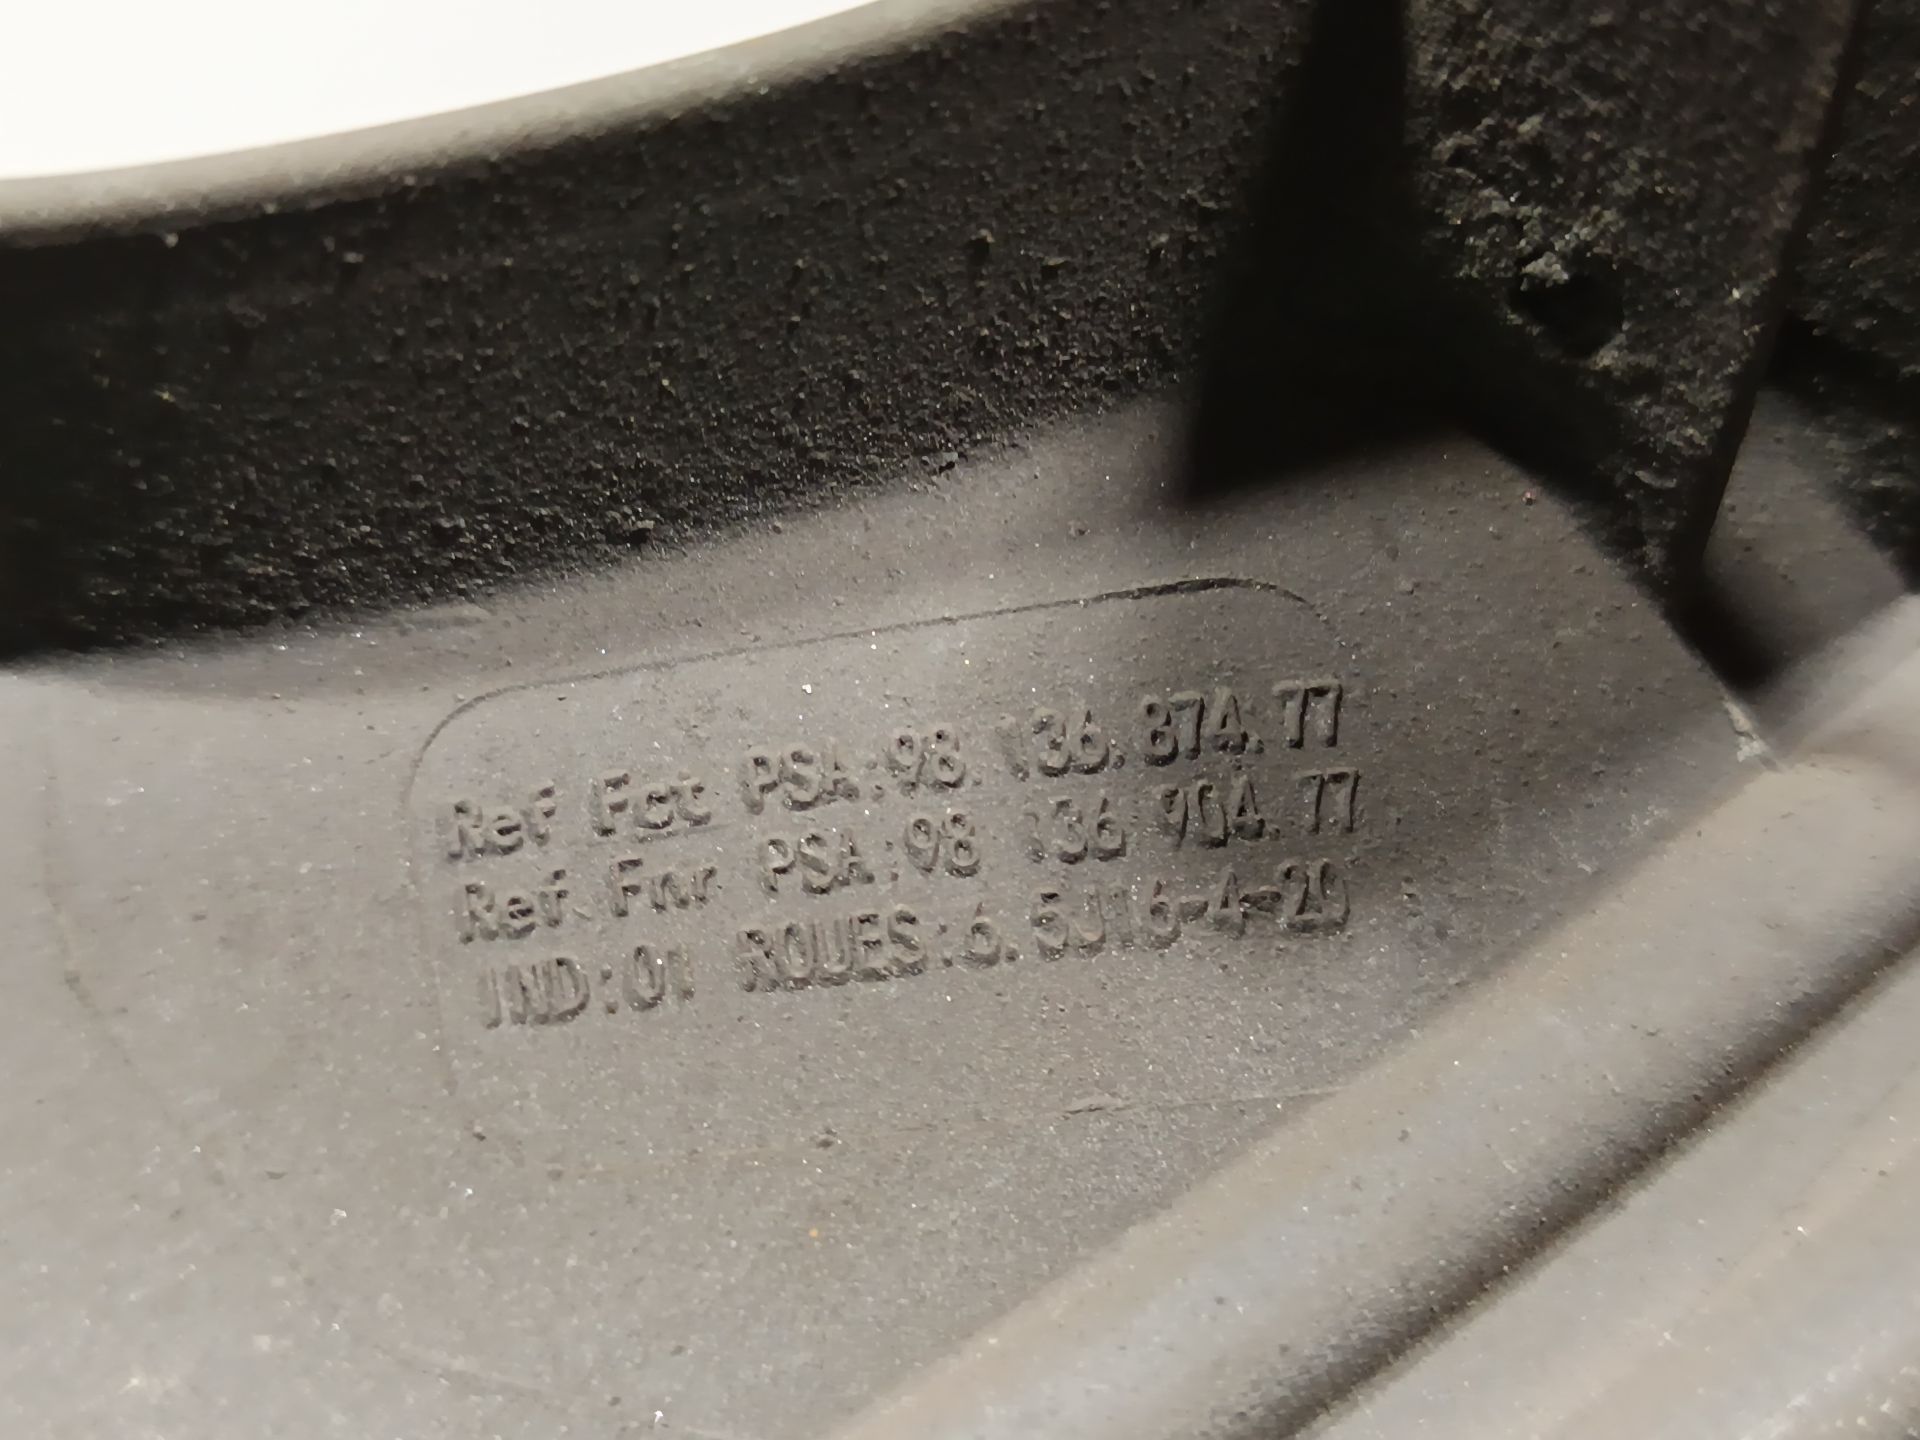 Ref Fct PSA:98.136.874.77
Ref. Fnr PSA:98 136 904.77
IND:01 ROUES:6.5J16-4-20